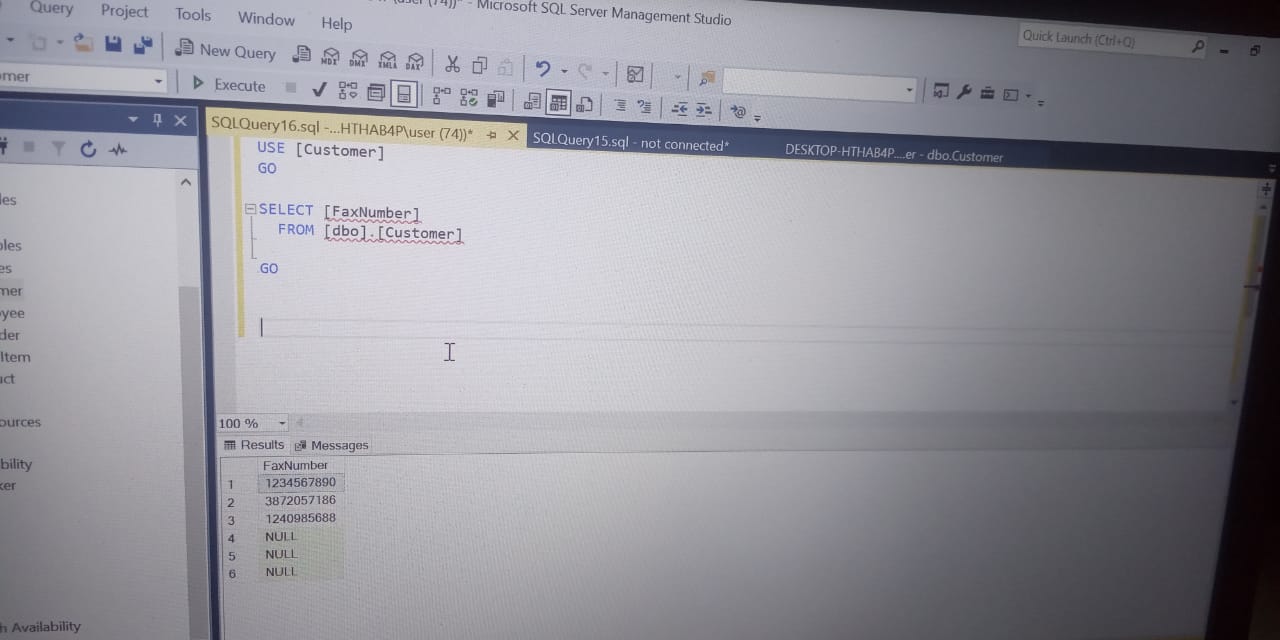 - Microsoft SQL Server Management Studio
Query Project Tools Window Help
Quick Launch (Ctrl+Q)
New Query MDX DMX XMLA DAX
mer Execute
SQLQuery16.sql -...HTHAB4P\user (74))* SQLQuery15.sql - not connected* DESKTOP-HTHAB4P....er - dbo.Customer
USE [Customer]
GO
SELECT [FaxNumber]
FROM [dbo].[Customer]
GO
les
bles
es
mer
yee
der
Item
uct
ources
bility
ker
h Availability
100 %
Results Messages
FaxNumber
1 1234567890
2 3872057186
3 1240985688
4 NULL
5 NULL
6 NULL